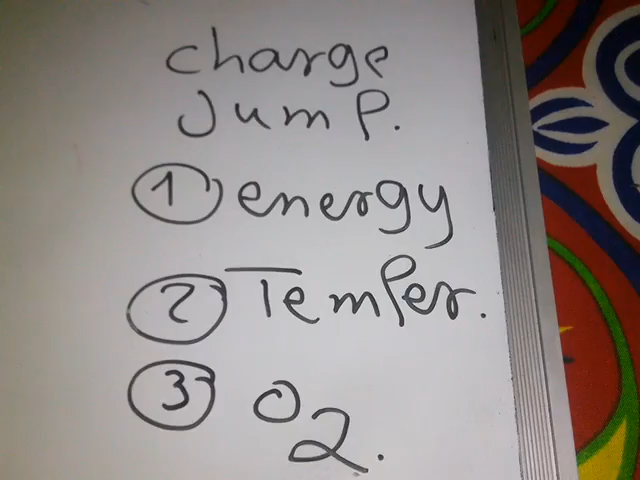 charge
Jump.
① energy
② Temper.
③ O2.